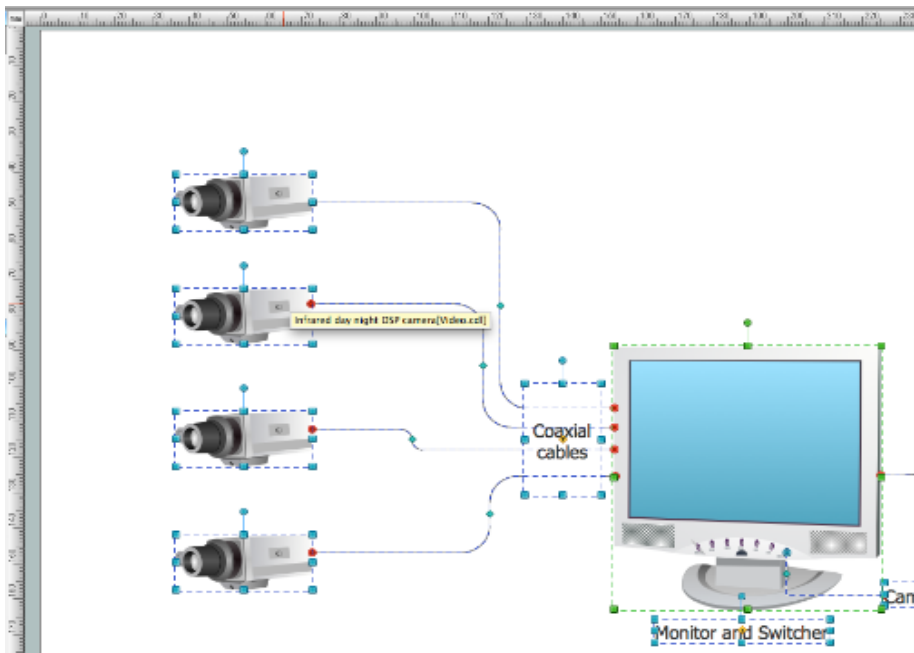 Infrared day night DSP camera[Video.cdl]
Coaxial
cables
Can
Monitor and Switcher